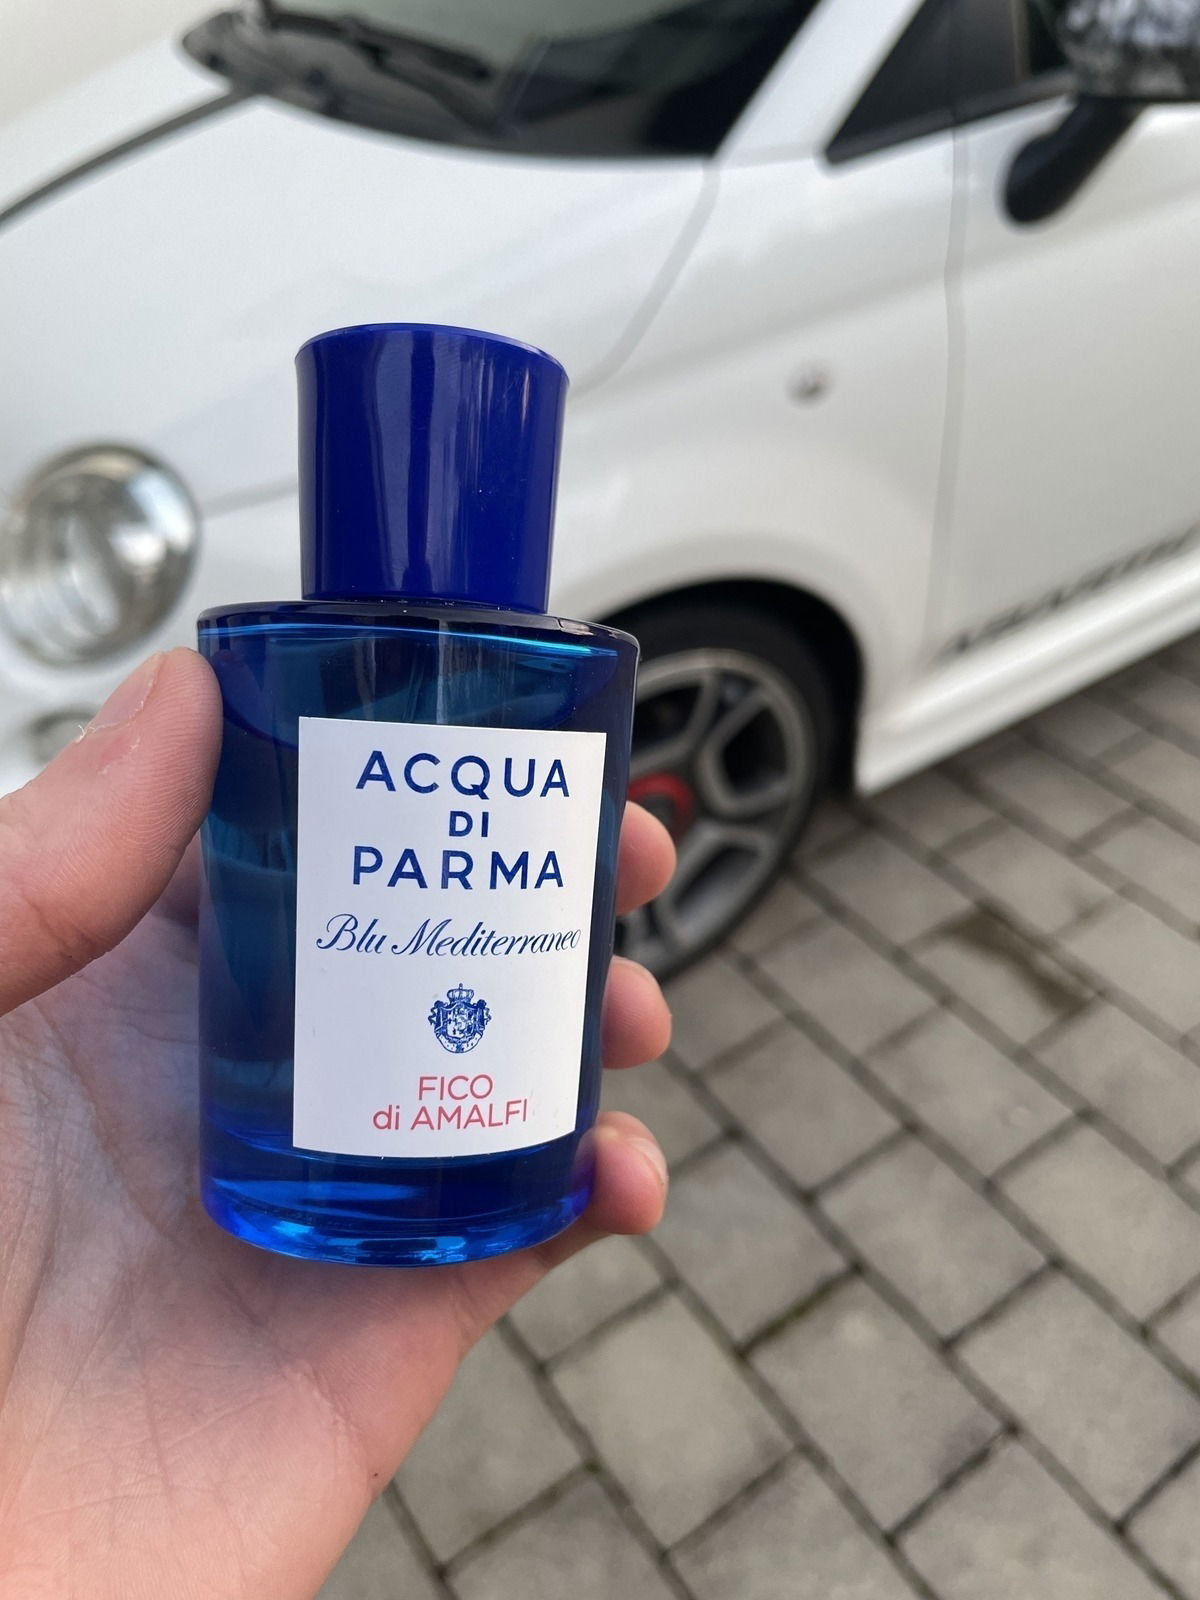 ACQUA
DI
PARMA
Blu Mediterraneo
FICO
di AMALFI